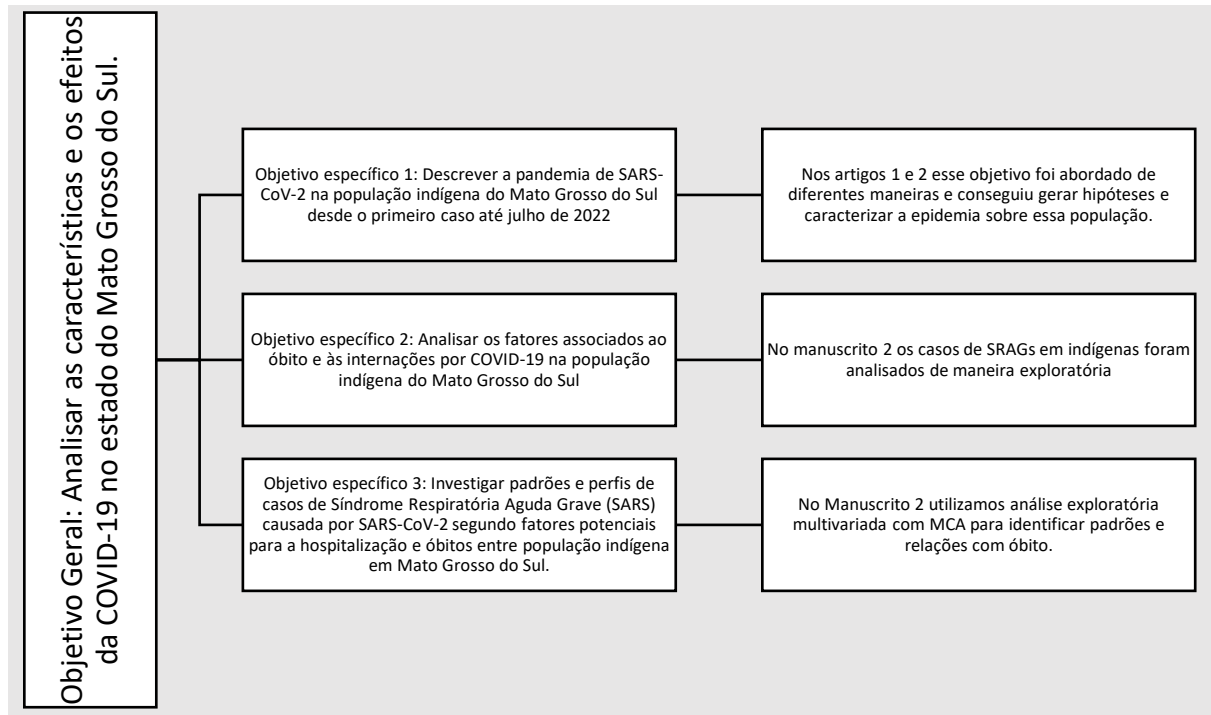 Objetivo Geral: Analisar as características e os efeitos
da COVID-19 no estado do Mato Grosso do Sul.
Objetivo específico 1: Descrever a pandemia de SARS-
CoV-2 na população indígena do Mato Grosso do Sul
desde o primeiro caso até julho de 2022
Nos artigos 1 e 2 esse objetivo foi abordado de
diferentes maneiras e conseguiu gerar hipóteses e
caracterizar a epidemia sobre essa população.
Objetivo específico 2: Analisar os fatores associados ao
óbito e às internações por COVID-19 na população
indígena do Mato Grosso do Sul
No manuscrito 2 os casos de SRAGs em indígenas foram
analisados de maneira exploratória
Objetivo específico 3: Investigar padrões e perfis de
casos de Síndrome Respiratória Aguda Grave (SARS)
causada por SARS-CoV-2 segundo fatores potenciais
para a hospitalização e óbitos entre população indígena
em Mato Grosso do Sul.
No Manuscrito 2 utilizamos análise exploratória
multivariada com MCA para identificar padrões e
relações com óbito.